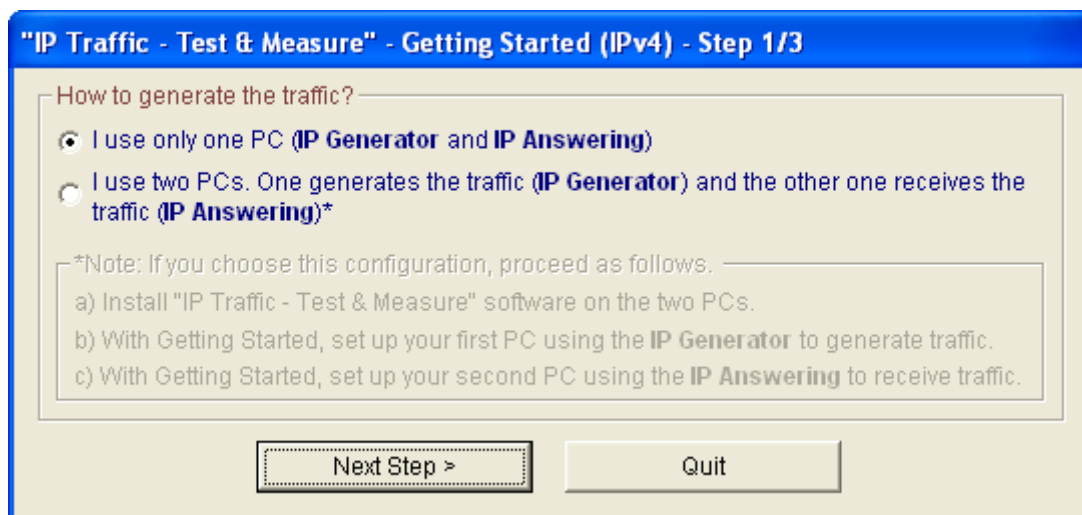 "IP Traffic - Test & Measure" - Getting Started (IPv4) - Step 1/3
How to generate the traffic?
I use only one PC (IP Generator and IP Answering)
I use two PCs. One generates the traffic (IP Generator) and the other one receives the
traffic (IP Answering)*
*Note: If you choose this configuration, proceed as follows.
a) Install "IP Traffic - Test & Measure" software on the two PCs.
b) With Getting Started, set up your first PC using the IP Generator to generate traffic.
c) With Getting Started, set up your second PC using the IP Answering to receive traffic.
Next Step >
Quit